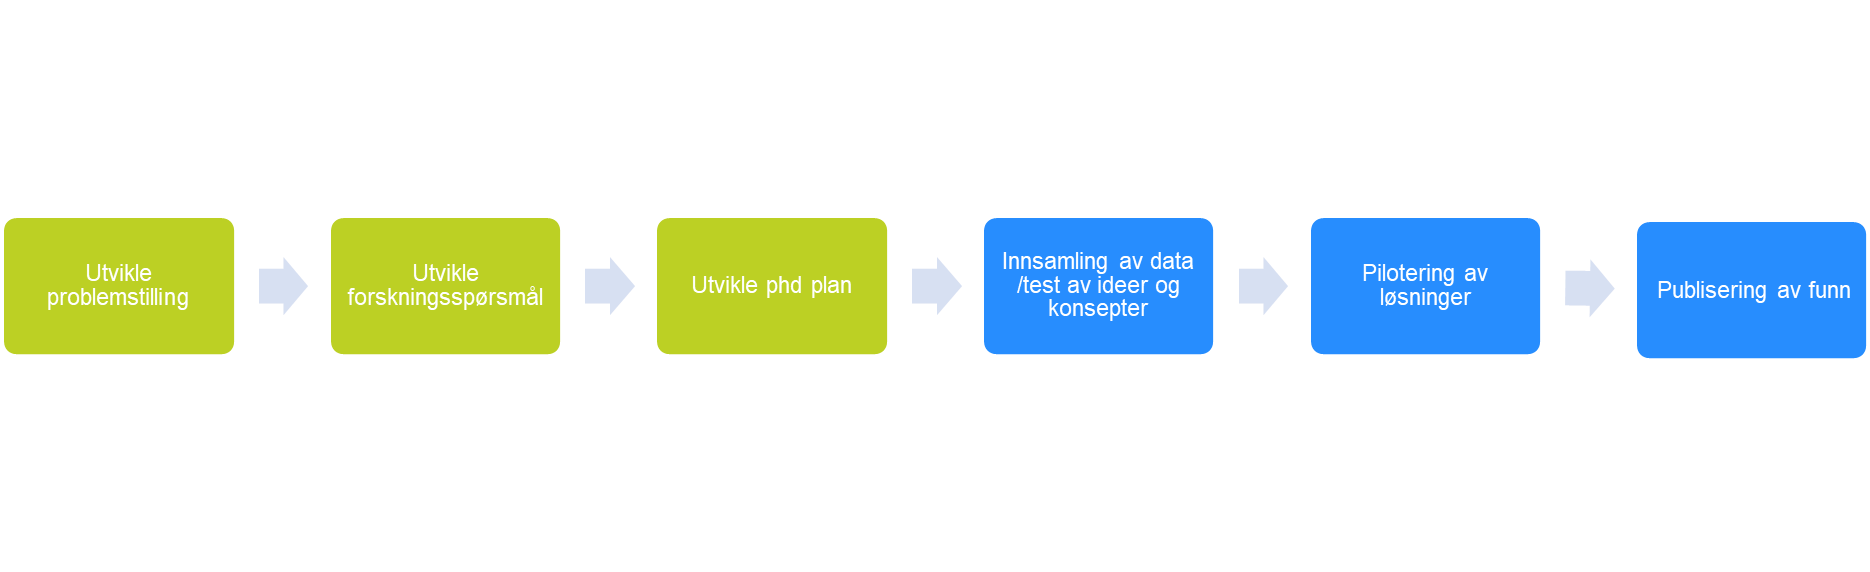 Utvikle
problemstilling
Utvikle
forskningsspørsmål
Utvikle phd plan
Innsamling av data
/test av ideer og
konsepter
Pilotering av
løsninger
Publisering av funn